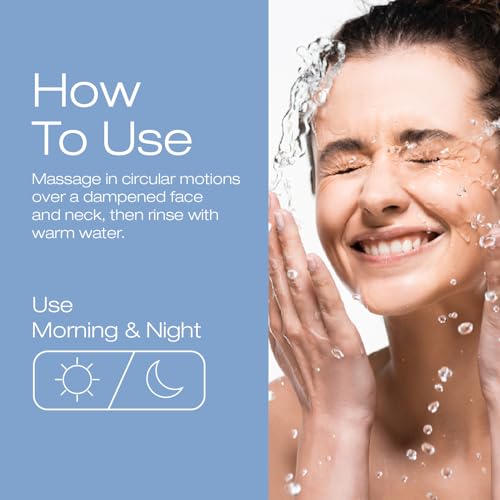 How
To Use
Massage in circular motions
over a dampened face
and neck, then rinse with
warm water.
Use
Morning & Night